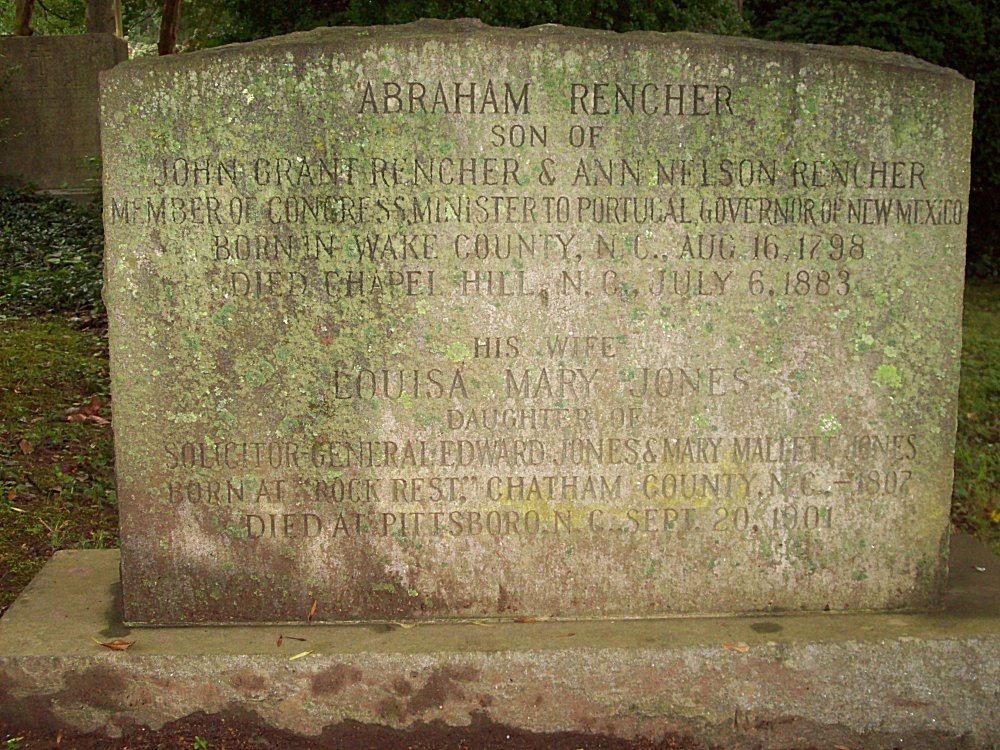 ABRAHAM RENCHER
SON OF
JOHN GRANT RENCHER & ANN NELSON RENCHER
MEMBER OF CONGRESS, MINISTER TO PORTUGAL, GOVERNOR OF NEW MEXICO
BORN IN WAKE COUNTY, N.C., AUG 16, 1798
DIED CHAPEL HILL, N.C., JULY 6, 1883
HIS WIFE
LOUISA MARY JONES
DAUGHTER OF
SOLICITOR-GENERAL EDWARD JONES & MARY MALLETT JONES
BORN AT "ROCK REST," CHATHAM COUNTY, N.C., -1807
DIED AT PITTSBORO, N.C., SEPT. 20, 1901